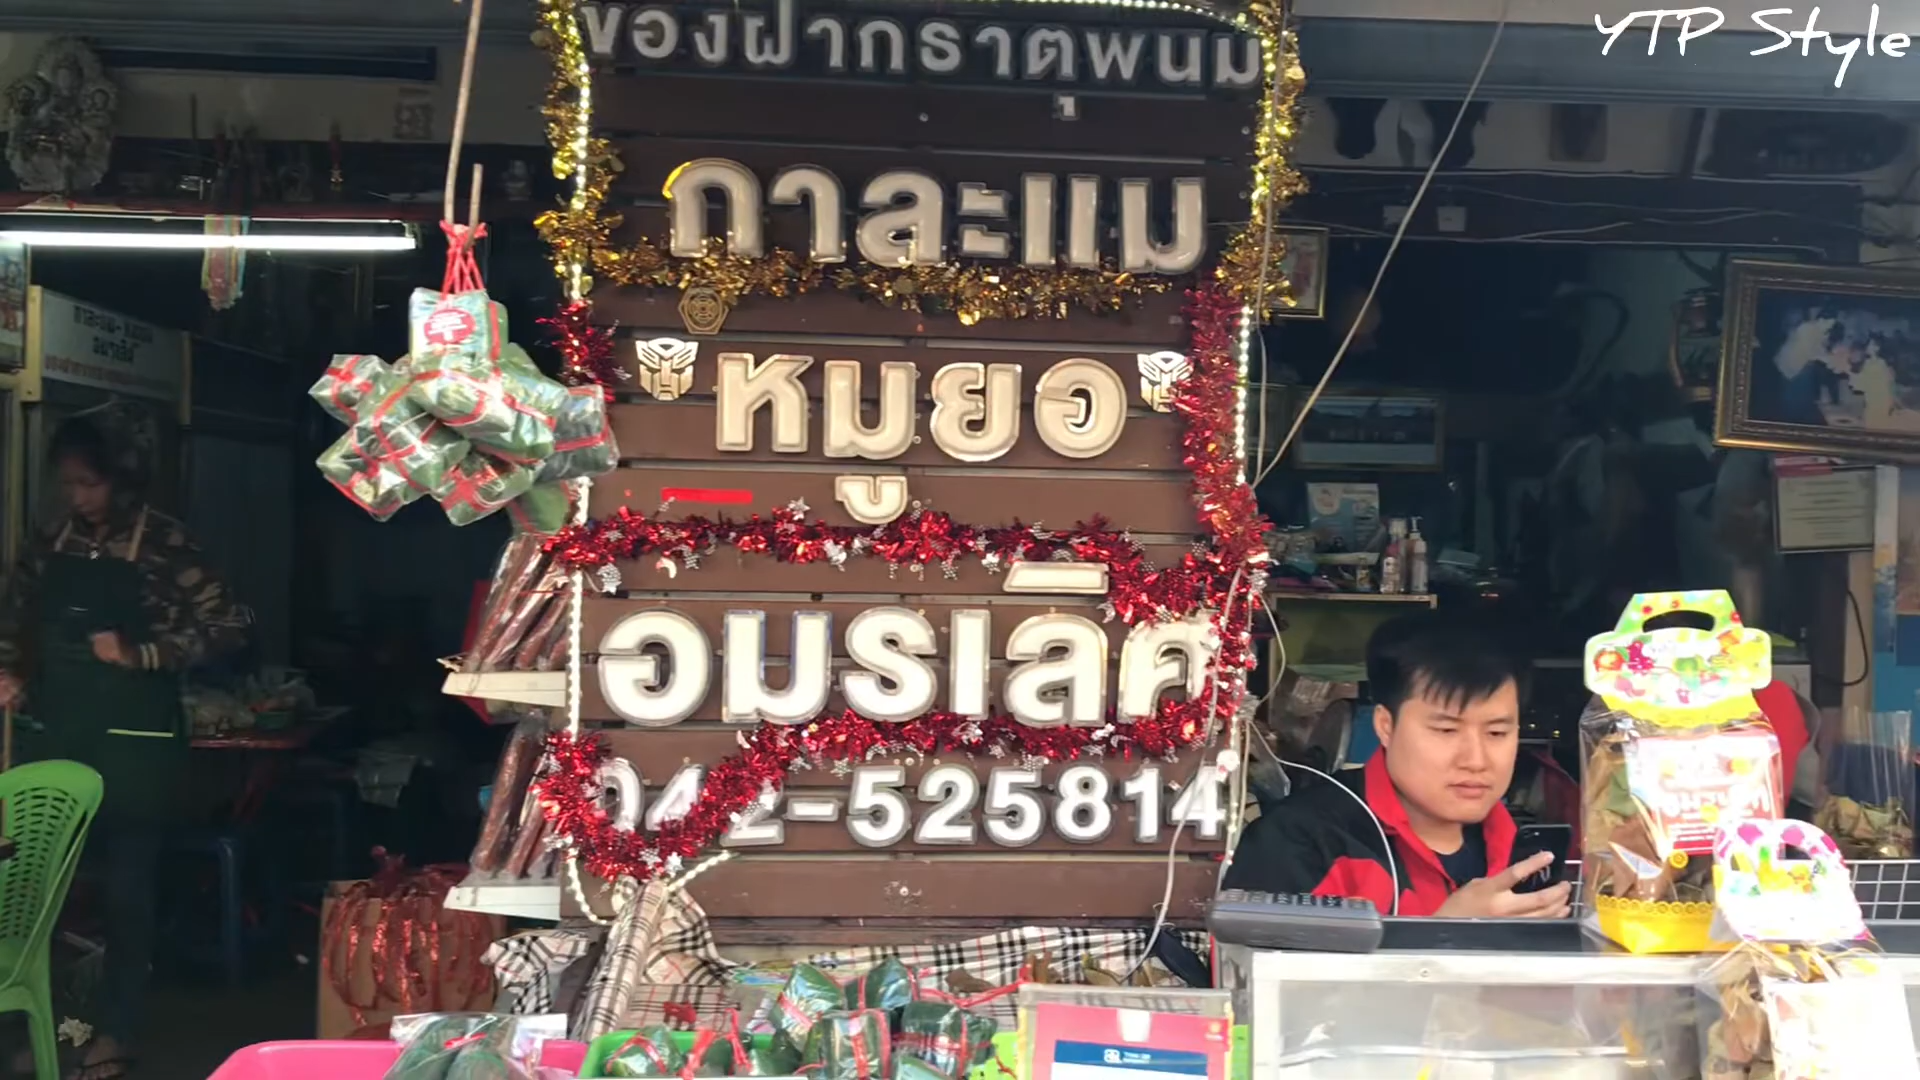 YTP Style
ของฝากธาตุพนม
กาละแม
หมูยอ
อมรเลิศ
042-525814